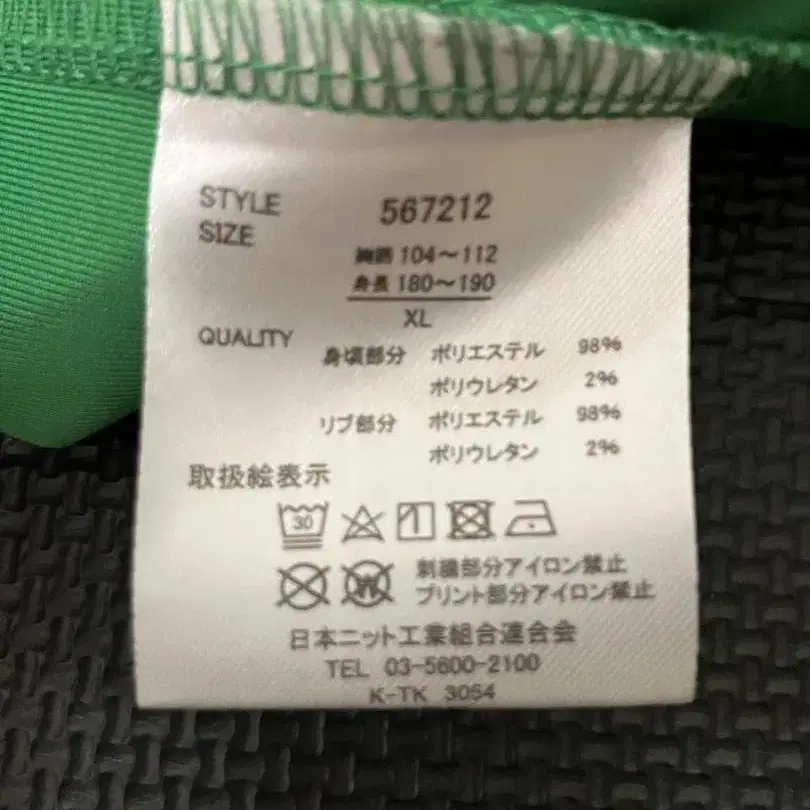 STYLE 567212
SIZE 胸囲 104〜112
身長 180〜190
XL
QUALITY
身頃部分 ポリエステル 98%
ポリウレタン 2%
リブ部分 ポリエステル 98%
ポリウレタン 2%
取扱絵表示
30
W
刺繍部分アイロン禁止
プリント部分アイロン禁止
日本ニット工業組合連合会
TEL 03-5600-2100
K-TK 3054